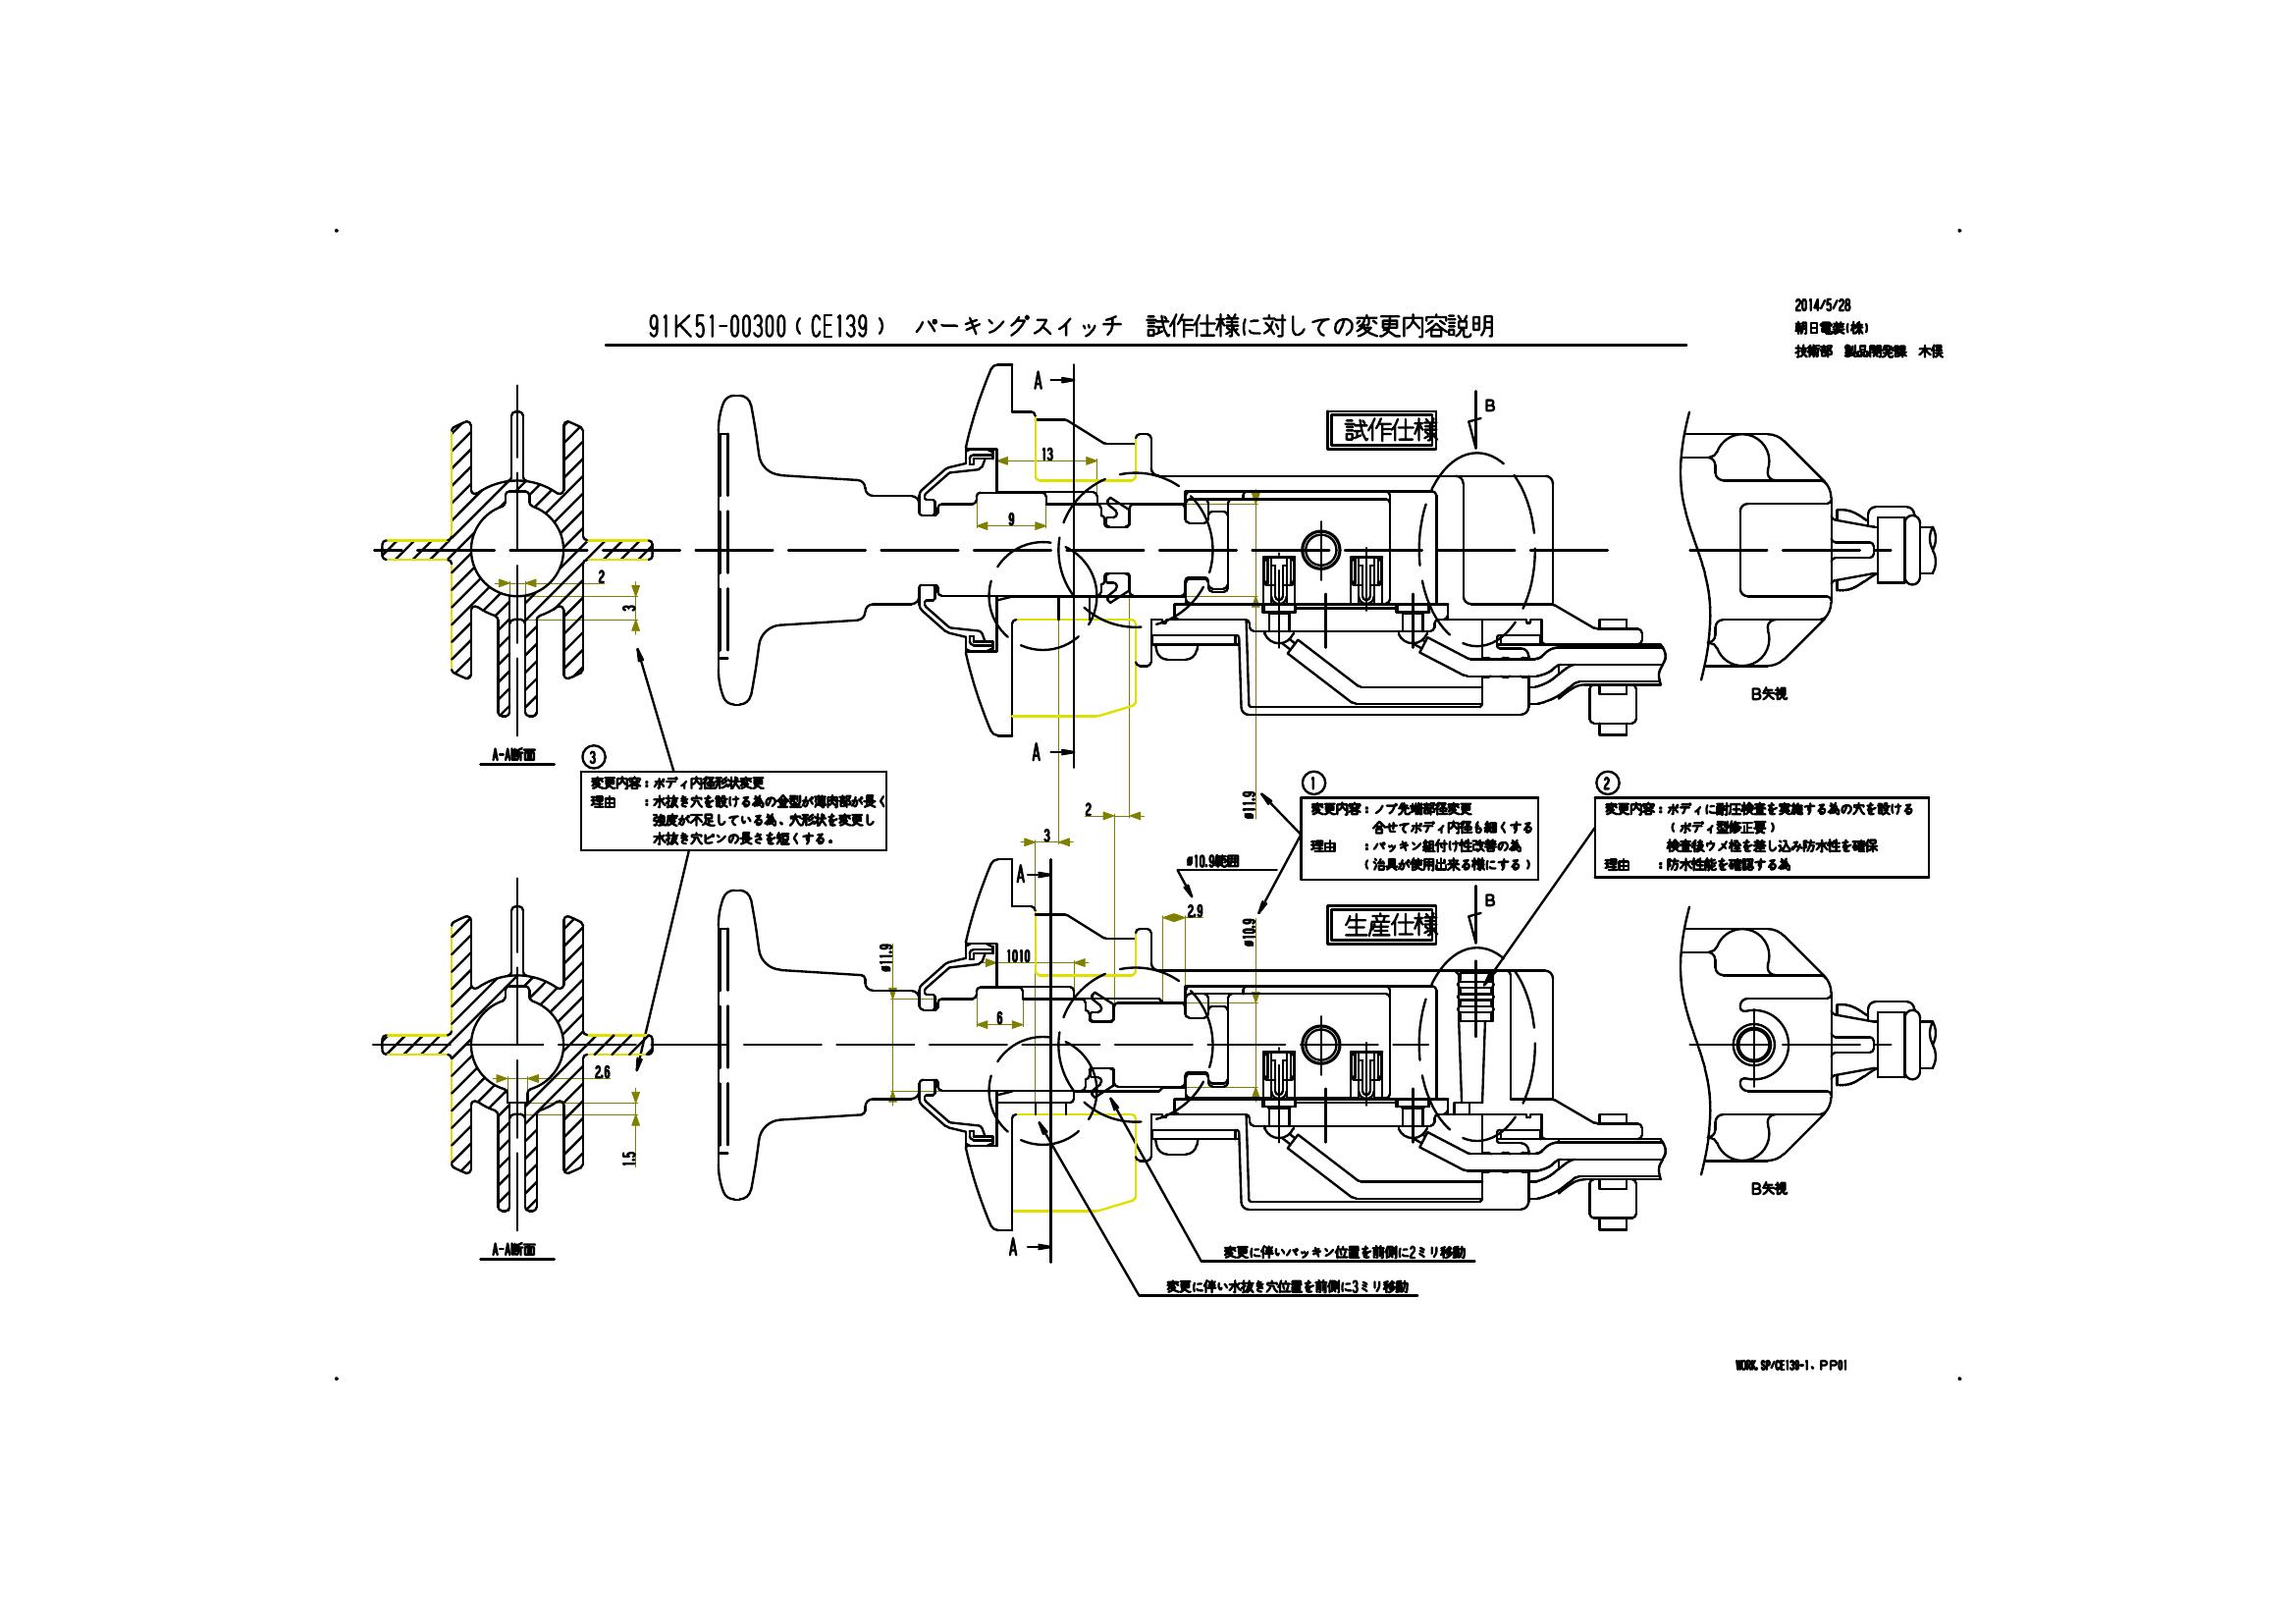 2014/5/28
91K51-00300(CE139) パーキングスイッチ 試作仕様に対しての変更内容説明
朝日電装(株)
技術部 製品開発課 木俣
A
B
試作仕様
13
9
2
3
B矢視
A
A-A断面
③
変更内容:ボディ内径形状変更
理由 :水抜き穴を設ける為の金型が薄肉部が長く
強度が不足している為、穴形状を変更し
水抜き穴ピンの長さを短くする.
2
3
ø11.9
①
変更内容:ノブ先端部径変更
合せてボディ内径も細くする
理由 :パッキン組付け性改善の為
(治具が使用出来る様にする)
②
変更内容:ボディに耐圧検査を実施する為の穴を設ける
(ボディ型修正要)
検査後ウメ栓を差し込み防水性を確保
理由 :防水性能を確認する為
ø10.9範囲
A
B
生産仕様
2.9
ø10.9
ø11.9
1010
6
2.6
1.5
B矢視
A-A断面
A
変更に伴いパッキン位置を前側に2ミリ移動
変更に伴い水抜き穴位置を前側に3ミリ移動
WORK.SP/CE139-1、PP01